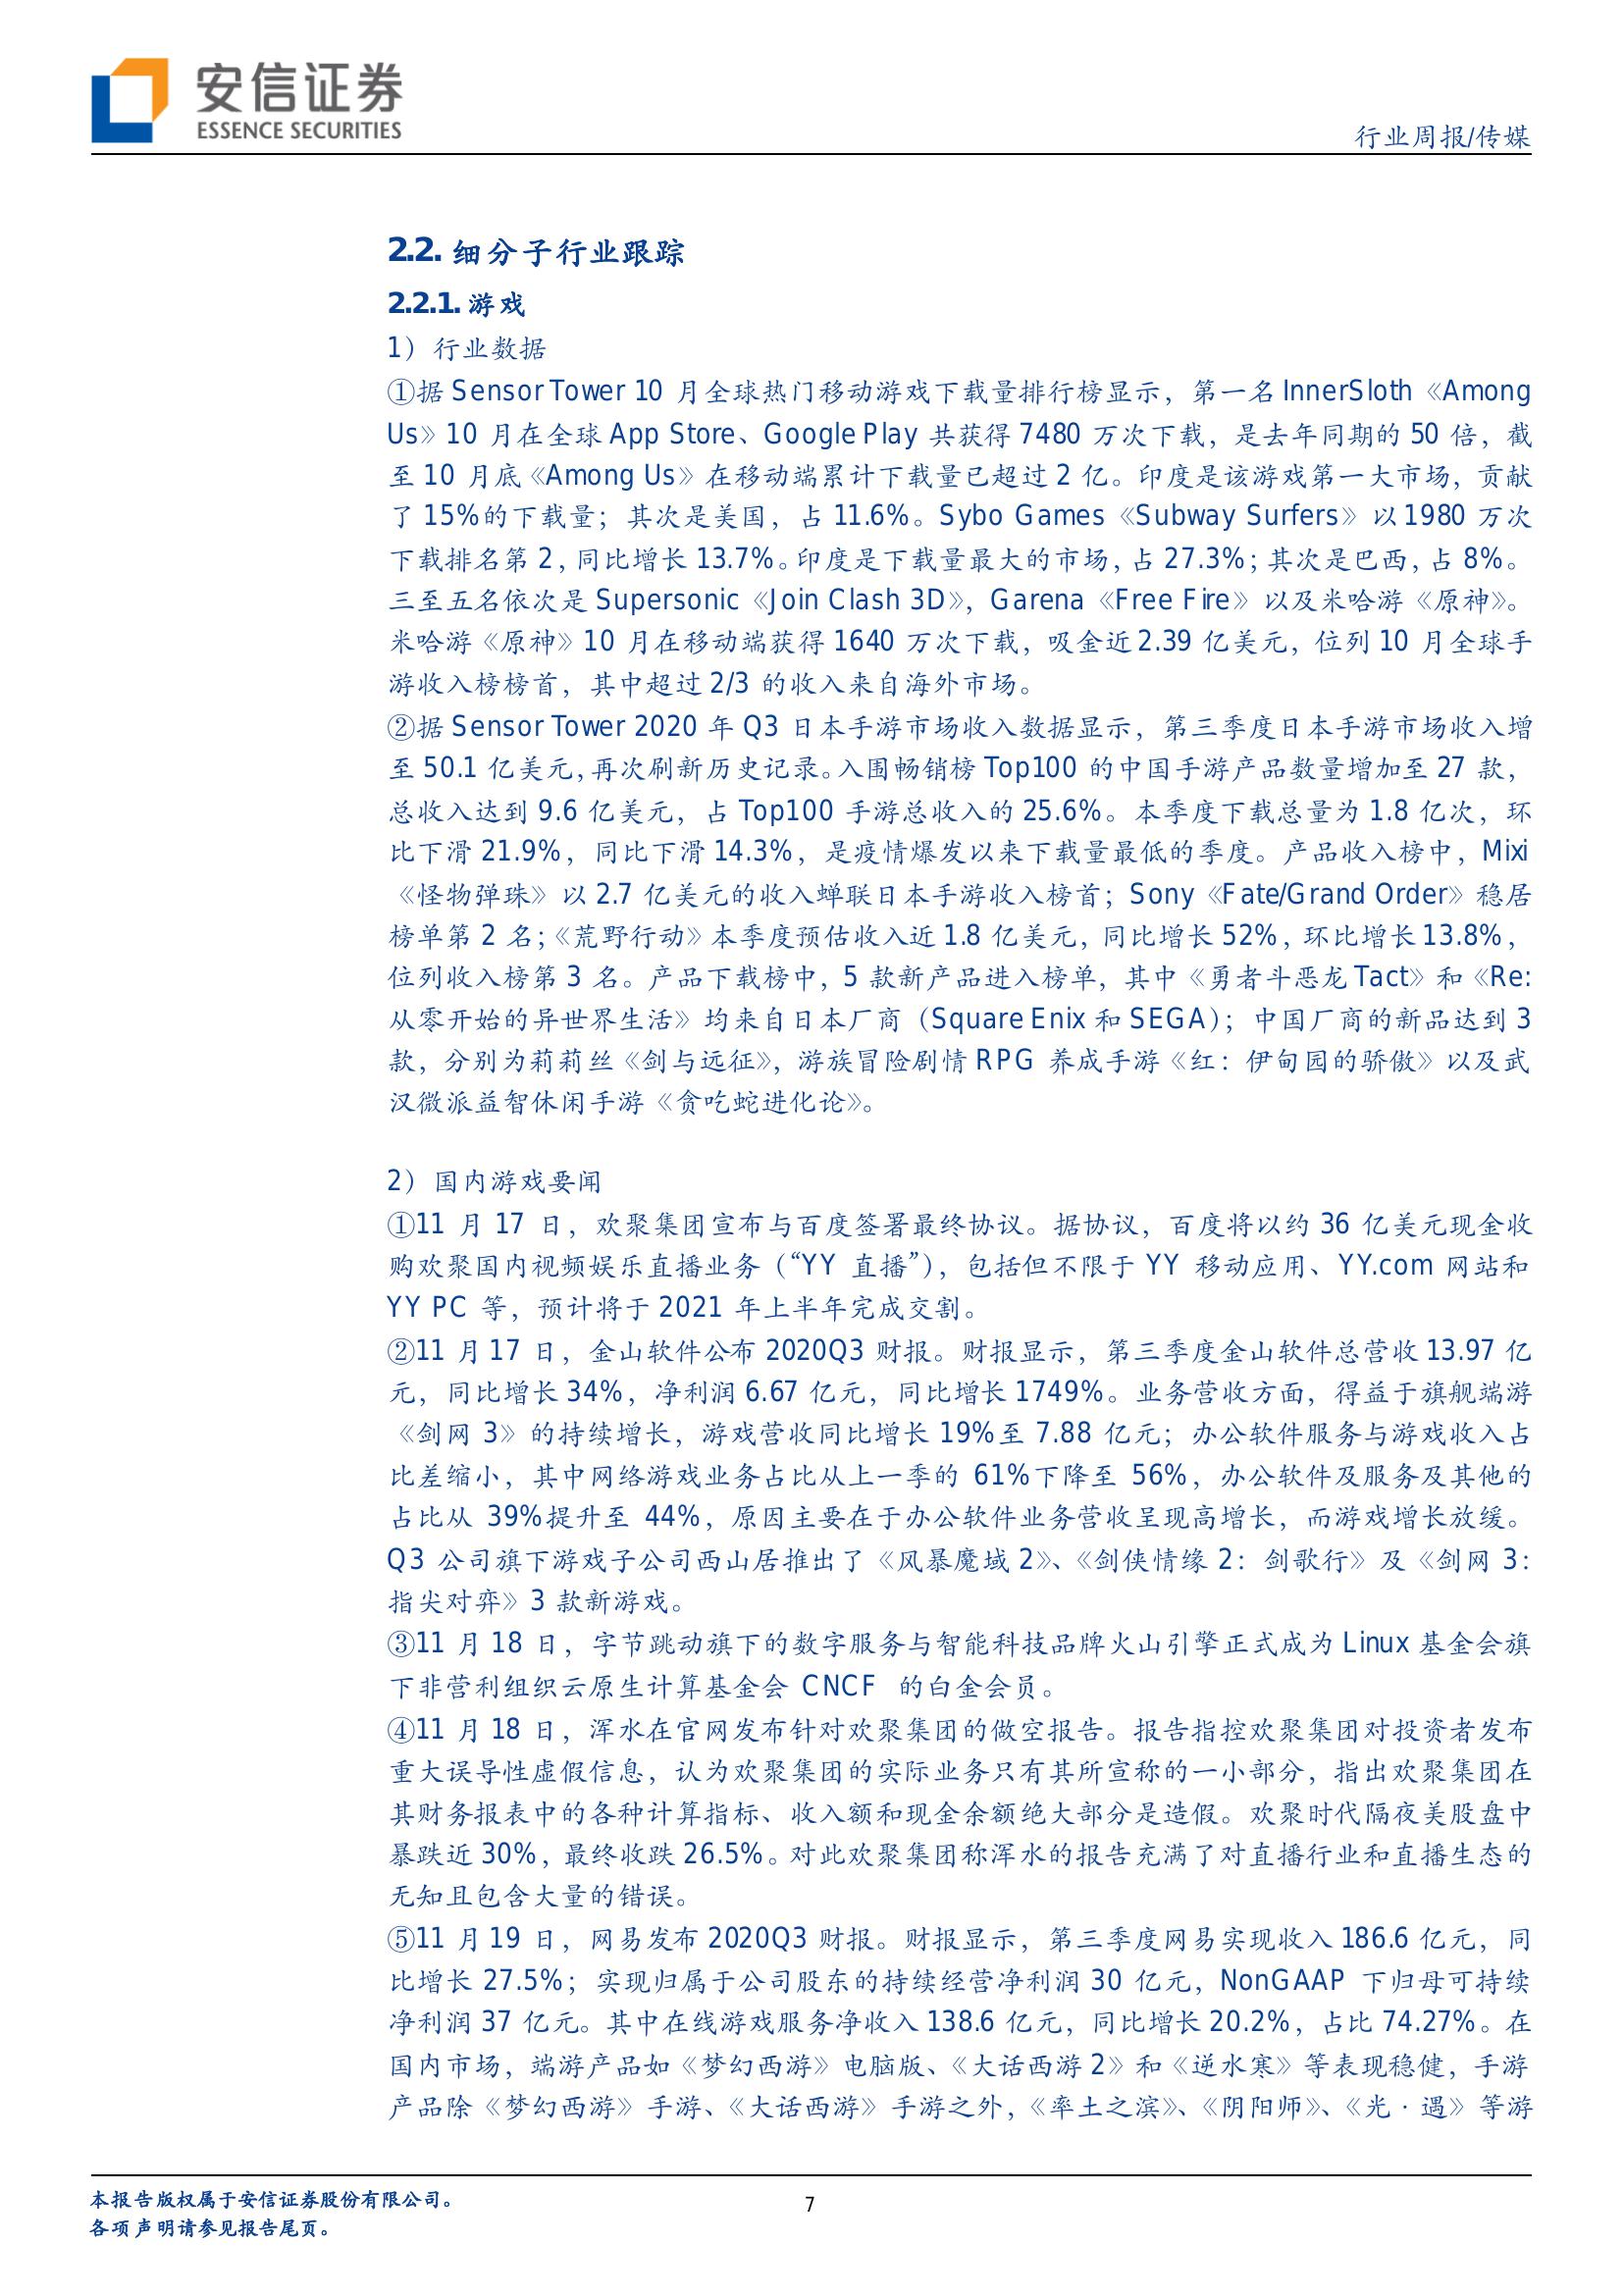 安信证券
ESSENCE SECURITIES
行业周报/传媒
2.2. 细分子行业跟踪
2.2.1. 游戏
1）行业数据
①据 Sensor Tower 10 月全球热门移动游戏下载量排行榜显示，第一名 InnerSloth《Among
Us》10 月在全球 App Store、Google Play 共获得 7480 万次下载，是去年同期的 50 倍，截
至 10 月底《Among Us》在移动端累计下载量已超过 2 亿。印度是该游戏第一大市场，贡献
了 15%的下载量；其次是美国，占 11.6%。Sybo Games《Subway Surfers》以 1980 万次
下载排名第 2，同比增长 13.7%。印度是下载量最大的市场，占 27.3%；其次是巴西，占 8%。
三至五名依次是 Supersonic《Join Clash 3D》，Garena《Free Fire》以及米哈游《原神》。
米哈游《原神》10 月在移动端获得 1640 万次下载，吸金近 2.39 亿美元，位列 10 月全球手
游收入榜榜首，其中超过 2/3 的收入来自海外市场。
②据 Sensor Tower 2020 年 Q3 日本手游市场收入数据显示，第三季度日本手游市场收入增
至 50.1 亿美元，再次刷新历史记录。入围畅销榜 Top100 的中国手游产品数量增加至 27 款，
总收入达到 9.6 亿美元，占 Top100 手游总收入的 25.6%。本季度下载总量为 1.8 亿次，环
比下滑 21.9%，同比下滑 14.3%，是疫情爆发以来下载量最低的季度。产品收入榜中，Mixi
《怪物弹珠》以 2.7 亿美元的收入蝉联日本手游收入榜首；Sony《Fate/Grand Order》稳居
榜单第 2 名；《荒野行动》本季度预估收入近 1.8 亿美元，同比增长 52%，环比增长 13.8%，
位列收入榜第 3 名。产品下载榜中，5 款新产品进入榜单，其中《勇者斗恶龙 Tact》和《Re:
从零开始的异世界生活》均来自日本厂商（Square Enix 和 SEGA）；中国厂商的新品达到 3
款，分别为莉莉丝《剑与远征》，游族冒险剧情 RPG 养成手游《红：伊甸园的骄傲》以及武
汉微派益智休闲手游《贪吃蛇进化论》。
2）国内游戏要闻
①11 月 17 日，欢聚集团宣布与百度签署最终协议。据协议，百度将以约 36 亿美元现金收
购欢聚国内视频娱乐直播业务（“YY 直播”），包括但不限于 YY 移动应用、YY.com 网站和
YY PC 等，预计将于 2021 年上半年完成交割。
②11 月 17 日，金山软件公布 2020Q3 财报。财报显示，第三季度金山软件总营收 13.97 亿
元，同比增长 34%，净利润 6.67 亿元，同比增长 1749%。业务营收方面，得益于旗舰端游
《剑网 3》的持续增长，游戏营收同比增长 19%至 7.88 亿元；办公软件服务与游戏收入占
比差缩小，其中网络游戏业务占比从上一季的 61%下降至 56%，办公软件及服务及其他的
占比从 39%提升至 44%，原因主要在于办公软件业务营收呈现高增长，而游戏增长放缓。
Q3 公司旗下游戏子公司西山居推出了《风暴魔域 2》、《剑侠情缘 2：剑歌行》及《剑网 3：
指尖对弈》3 款新游戏。
③11 月 18 日，字节跳动旗下的数字服务与智能科技品牌火山引擎正式成为 Linux 基金会旗
下非营利组织云原生计算基金会 CNCF 的白金会员。
④11 月 18 日，浑水在官网发布针对欢聚集团的做空报告。报告指控欢聚集团对投资者发布
重大误导性虚假信息，认为欢聚集团的实际业务只有其所宣称的一小部分，指出欢聚集团在
其财务报表中的各种计算指标、收入额和现金余额绝大部分是造假。欢聚时代隔夜美股盘中
暴跌近 30%，最终收跌 26.5%。对此欢聚集团称浑水的报告充满了对直播行业和直播生态的
无知且包含大量的错误。
⑤11 月 19 日，网易发布 2020Q3 财报。财报显示，第三季度网易实现收入 186.6 亿元，同
比增长 27.5%；实现归属于公司股东的持续经营净利润 30 亿元，NonGAAP 下归母可持续
净利润 37 亿元。其中在线游戏服务净收入 138.6 亿元，同比增长 20.2%，占比 74.27%。在
国内市场，端游产品如《梦幻西游》电脑版、《大话西游 2》和《逆水寒》等表现稳健，手游
产品除《梦幻西游》手游、《大话西游》手游之外，《率土之滨》、《阴阳师》、《光·遇》等游
本报告版权属于安信证券股份有限公司。
各项声明请参见报告尾页。
7